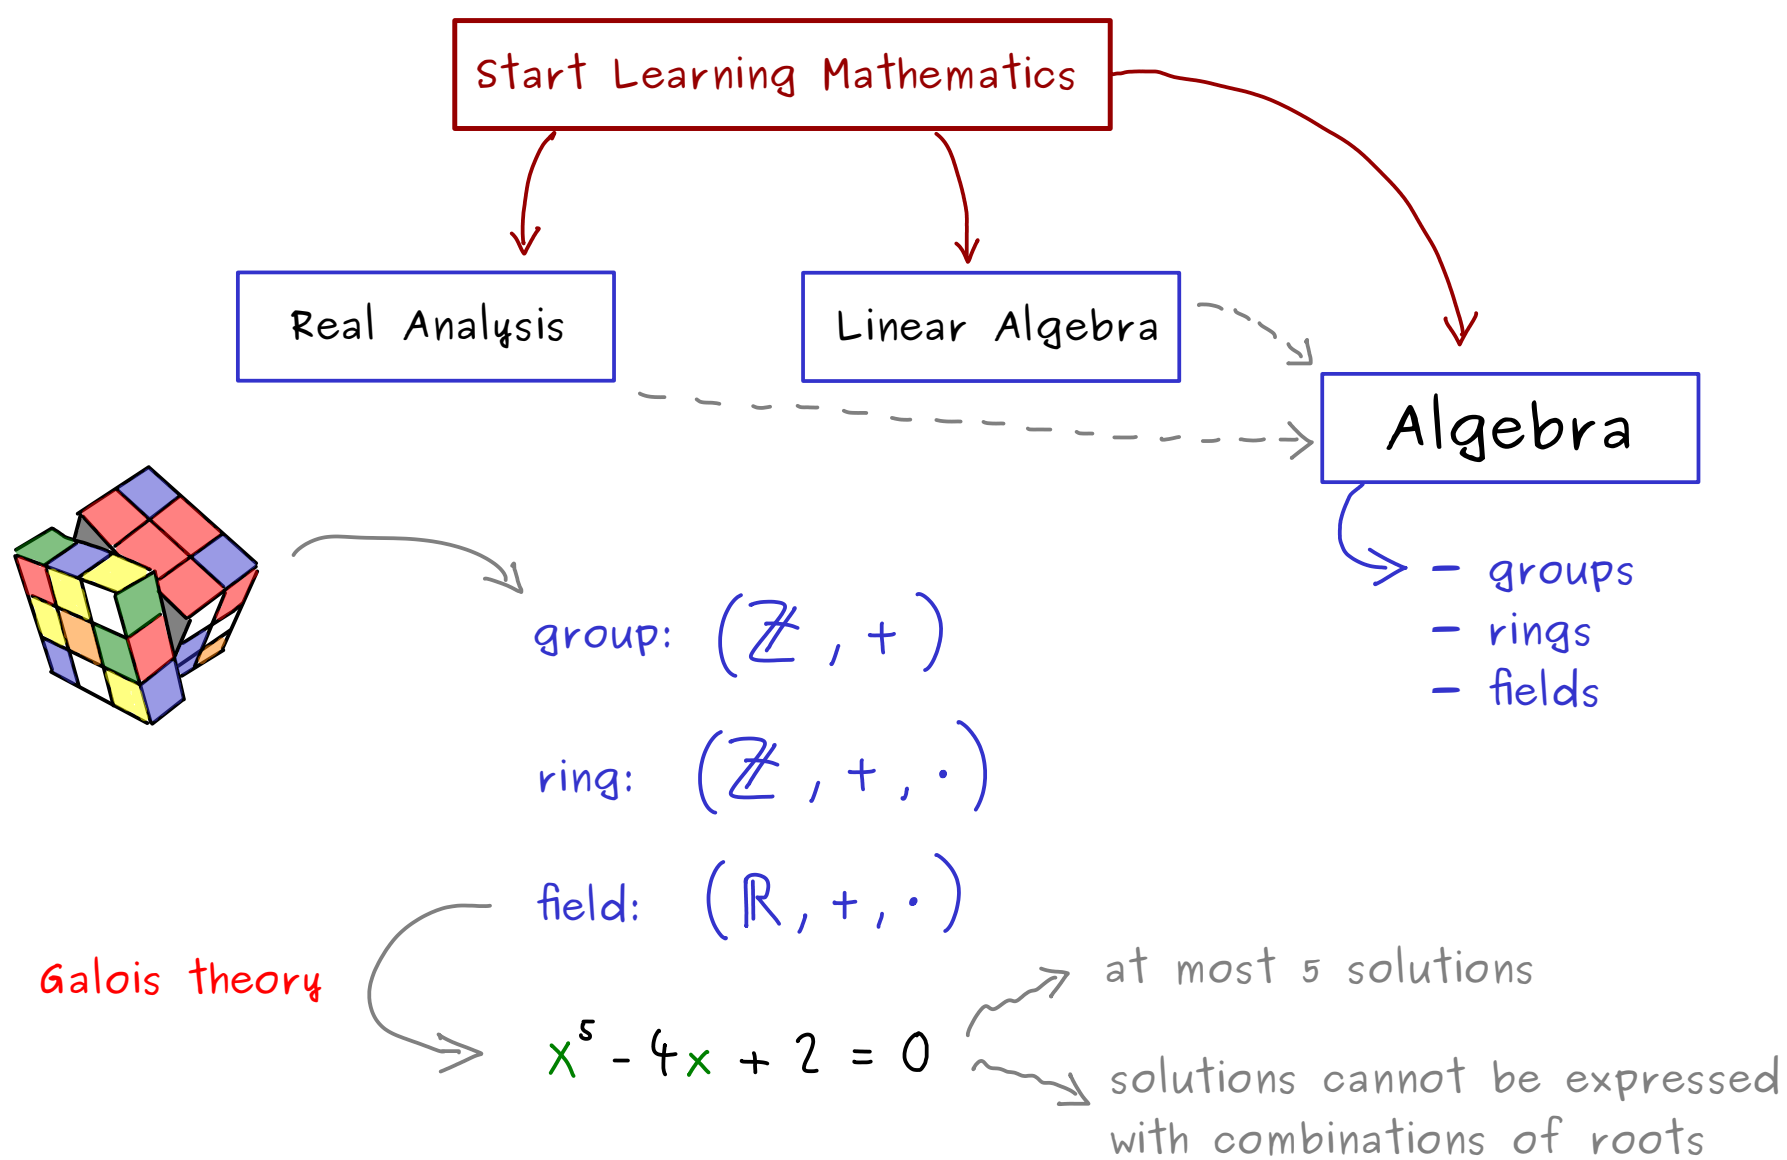 Start Learning Mathematics
Real Analysis
Linear Algebra
Algebra
- groups
- rings
- fields
group: (ℤ, +)
ring: (ℤ, +, ·)
field: (ℝ, +, ·)
Galois theory
x⁵ - 4x + 2 = 0
at most 5 solutions
solutions cannot be expressed
with combinations of roots